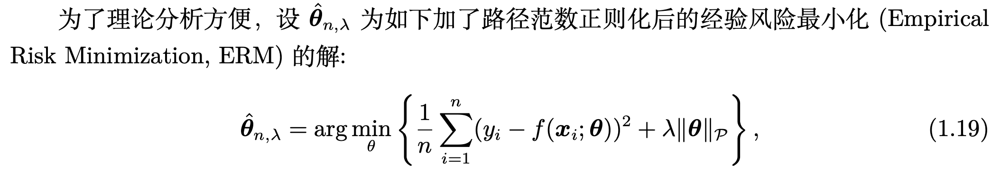 为了理论分析方便，设 $\hat{\boldsymbol{\theta}}_{n,\lambda}$ 为如下加了路径范数正则化后的经验风险最小化 (Empirical
Risk Minimization, ERM) 的解:
$$\hat{\boldsymbol{\theta}}_{n,\lambda} = \arg\min_{\theta} \left\{ \frac{1}{n} \sum_{i=1}^{n} (y_i - f(\boldsymbol{x}_i; \boldsymbol{\theta}))^2 + \lambda \|\boldsymbol{\theta}\|_{\mathcal{P}} \right\}, \quad (1.19)$$